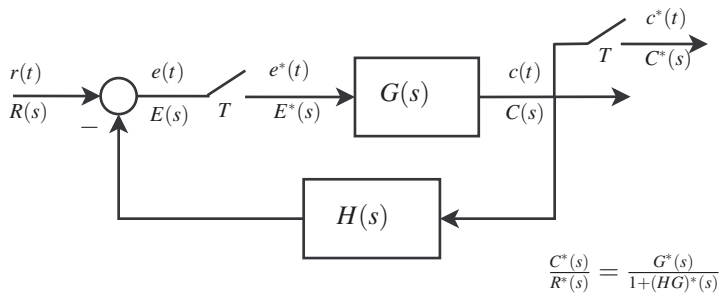 c*(t)
T
C*(s)
r(t)
R(s)
−
e(t)
E(s)
T
e*(t)
E*(s)
G(s)
c(t)
C(s)
H(s)
C*(s)/R*(s) = G*(s)/1+(HG)*(s)